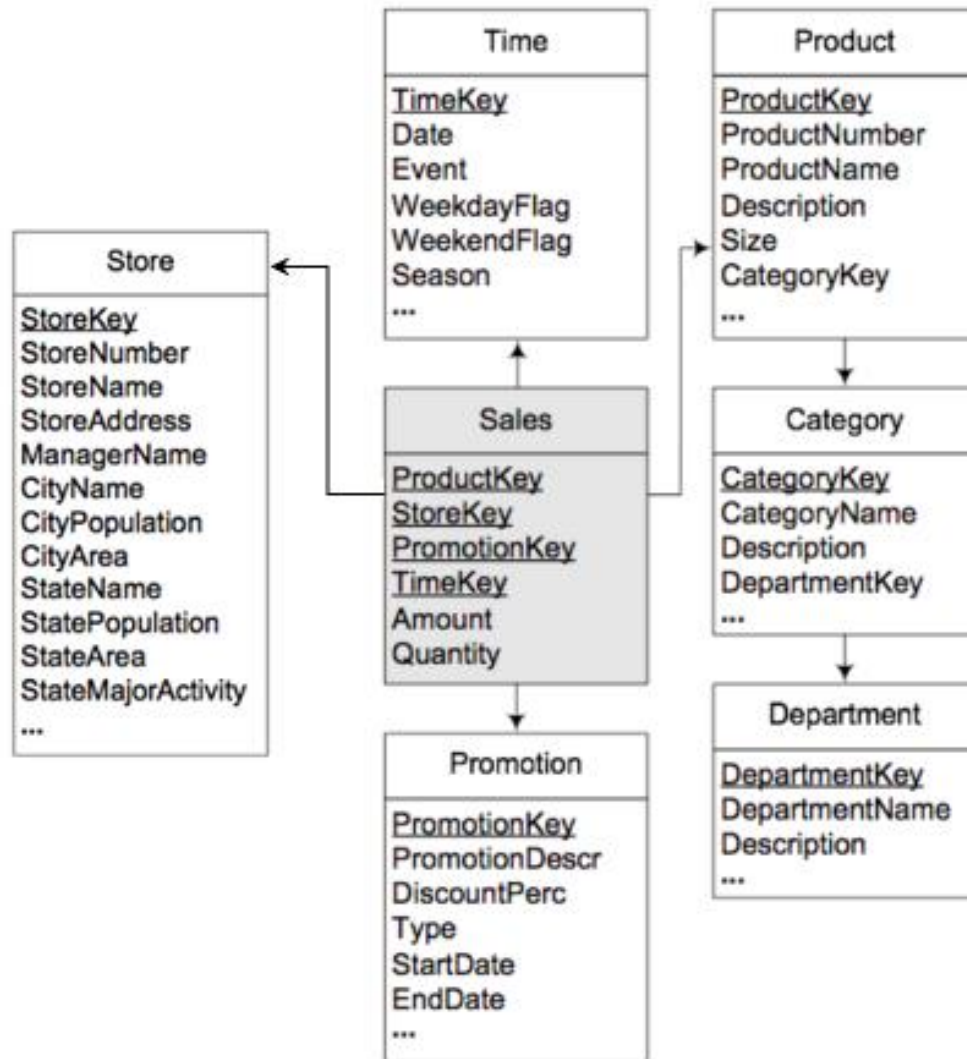 Time
TimeKey
Date
Event
WeekdayFlag
WeekendFlag
Season
...
Product
ProductKey
ProductNumber
ProductName
Description
Size
CategoryKey
...
Store
StoreKey
StoreNumber
StoreName
StoreAddress
ManagerName
CityName
CityPopulation
CityArea
StateName
StatePopulation
StateArea
StateMajorActivity
...
Sales
ProductKey
StoreKey
PromotionKey
TimeKey
Amount
Quantity
Category
CategoryKey
CategoryName
Description
DepartmentKey
...
Promotion
PromotionKey
PromotionDescr
DiscountPerc
Type
StartDate
EndDate
...
Department
DepartmentKey
DepartmentName
Description
...